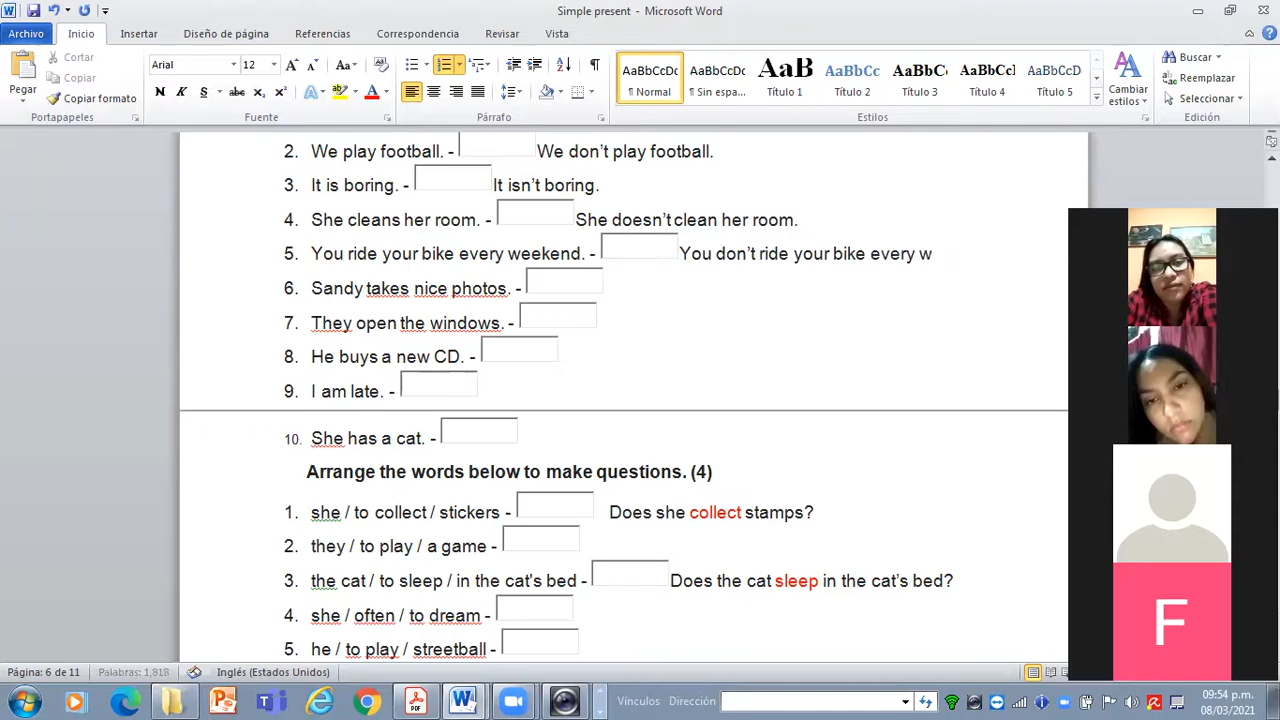 Simple present - Microsoft Word
Archivo Inicio Insertar Diseño de página Referencias Correspondencia Revisar Vista
Pegar
Cortar
Copiar
Copiar formato
Portapapeles
Arial 12
N K S abc x₂ x²
Fuente
Párrafo
AaBbCcDc AaBbCcDc AaB AaBbCc AaBbCc AaBbCc AaBbCcD
¶ Normal ¶ Sin espa... Título 1 Título 2 Título 3 Título 4 Título 5
Cambiar estilos
Estilos
Buscar
Reemplazar
Seleccionar
Edición
2. We play football. - We don't play football.
3. It is boring. - It isn't boring.
4. She cleans her room. - She doesn't clean her room.
5. You ride your bike every weekend. - You don't ride your bike every w
6. Sandy takes nice photos. -
7. They open the windows. -
8. He buys a new CD. -
9. I am late. -
10. She has a cat. -
Arrange the words below to make questions. (4)
1. she / to collect / stickers - Does she collect stamps?
2. they / to play / a game -
3. the cat / to sleep / in the cat's bed - Does the cat sleep in the cat's bed?
4. she / often / to dream -
5. he / to play / streetball -
F
Página: 6 de 11 Palabras: 1,818 Inglés (Estados Unidos)
Vínculos Dirección
09:54 p.m.
08/03/2021